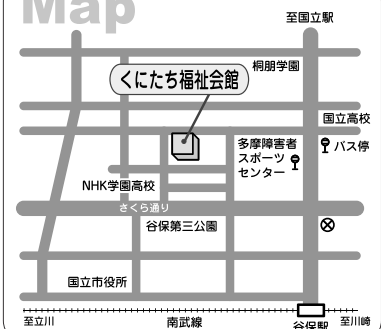 Map
至国立駅
桐朋学園
くにたち福祉会館
国立高校
多摩障害者
スポーツ
センター
バス停
NHK学園高校
さくら通り
谷保第三公園
国立市役所
至立川
南武線
谷保駅
至川崎